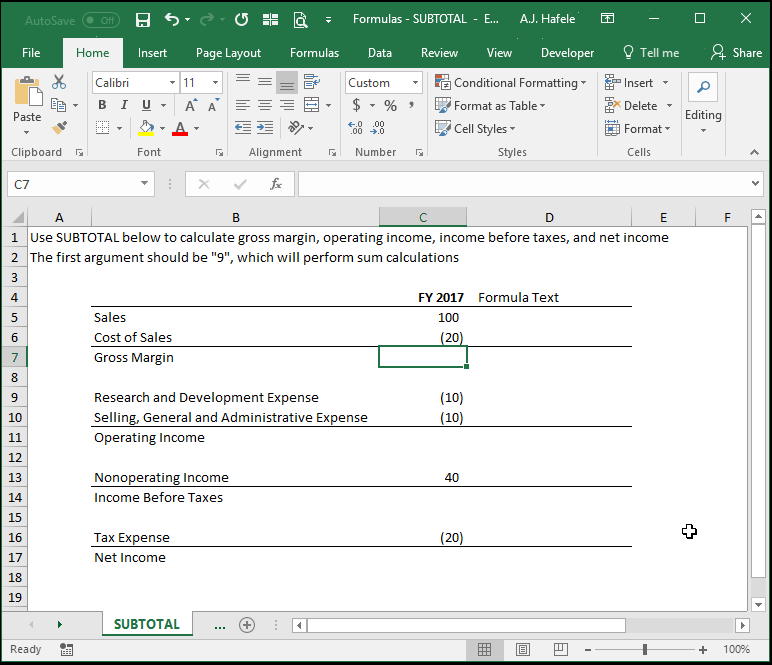 AutoSave Off Formulas - SUBTOTAL - E... A.J. Hafele
File Home Insert Page Layout Formulas Data Review View Developer Tell me Share
Paste Calibri 11 Custom Conditional Formatting Insert Editing
B I U A A $ % , Format as Table Delete
A .0 .00 .00 .0 Cell Styles Format
Clipboard Font Alignment Number Styles Cells
C7 fx
A B C D E F
1 Use SUBTOTAL below to calculate gross margin, operating income, income before taxes, and net income
2 The first argument should be "9", which will perform sum calculations
3
4 FY 2017 Formula Text
5 Sales 100
6 Cost of Sales (20)
7 Gross Margin
8
9 Research and Development Expense (10)
10 Selling, General and Administrative Expense (10)
11 Operating Income
12
13 Nonoperating Income 40
14 Income Before Taxes
15
16 Tax Expense (20)
17 Net Income
18
19
SUBTOTAL ...
Ready 100%